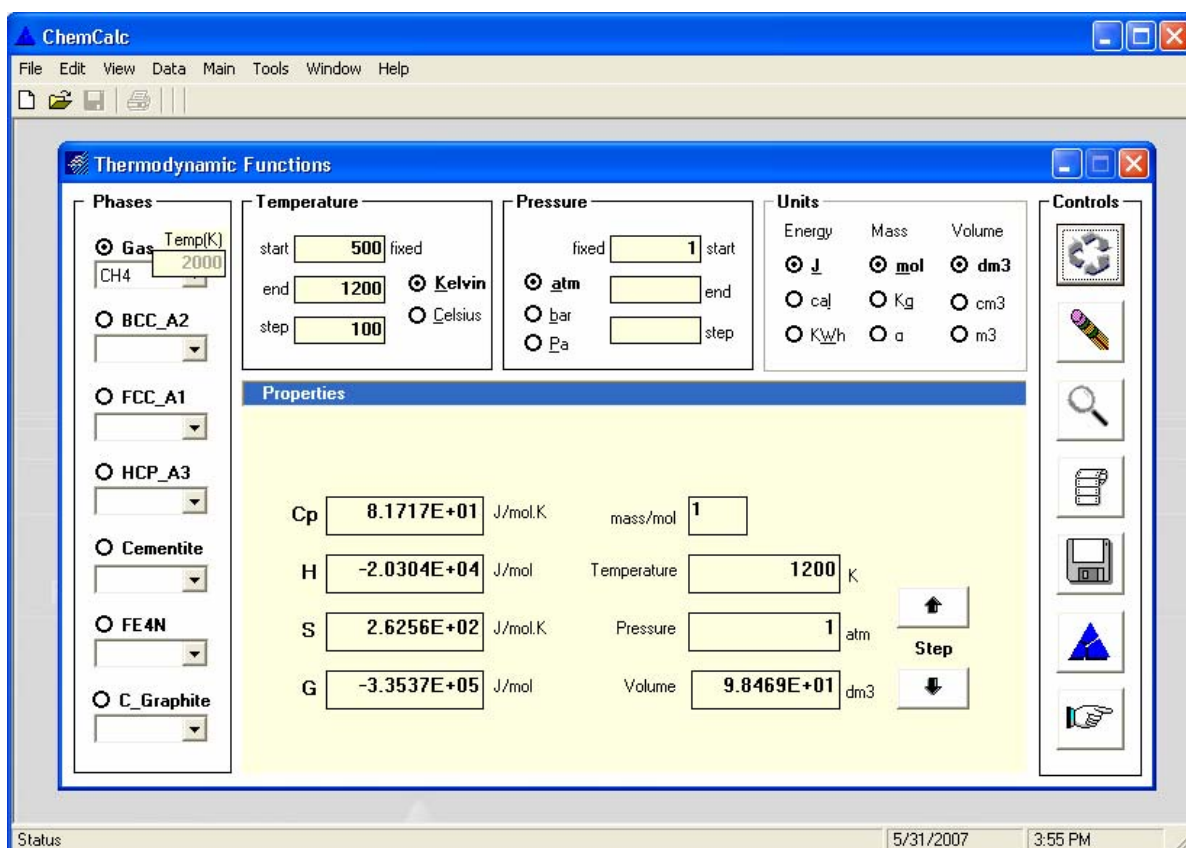 ChemCalc
File Edit View Data Main Tools Window Help
Thermodynamic Functions
Phases
Gas
Temp(K)
2000
CH4
BCC_A2
FCC_A1
HCP_A3
Cementite
FE4N
C_Graphite
Temperature
start 500 fixed
end 1200 Kelvin
step 100 Celsius
Pressure
fixed 1 start
atm end
bar
Pa step
Units
Energy Mass Volume
J mol dm3
cal Kg cm3
KWh g m3
Controls
Properties
Cp 8.1717E+01 J/mol.K mass/mol 1
H -2.0304E+04 J/mol Temperature 1200 K
S 2.6256E+02 J/mol.K Pressure 1 atm
Step
G -3.3537E+05 J/mol Volume 9.8469E+01 dm3
Status 5/31/2007 3:55 PM